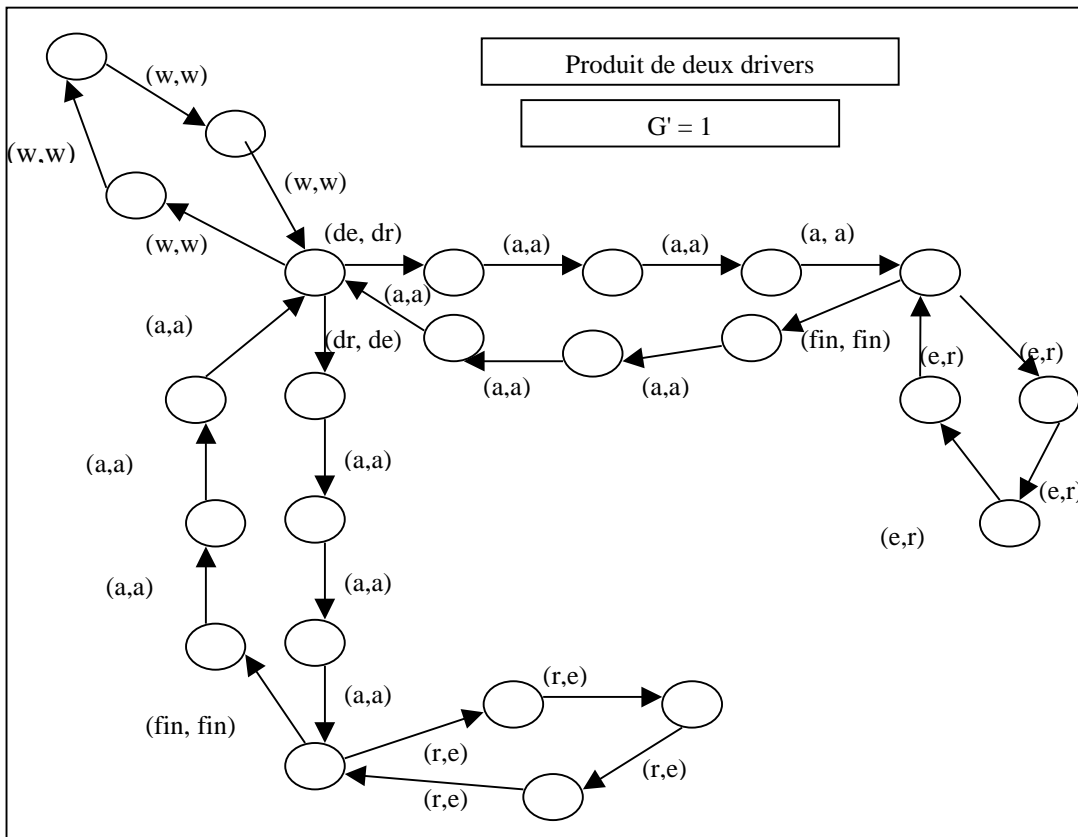 Produit de deux drivers
G' = 1
(w,w)
(w,w)
(w,w)
(w,w)
(de, dr)
(a,a)
(a,a)
(a, a)
(a,a)
(a,a)
(dr, de)
(fin, fin)
(e,r)
(e,r)
(a,a)
(a,a)
(a,a)
(a,a)
(e,r)
(e,r)
(a,a)
(a,a)
(a,a)
(r,e)
(fin, fin)
(r,e)
(r,e)
(r,e)